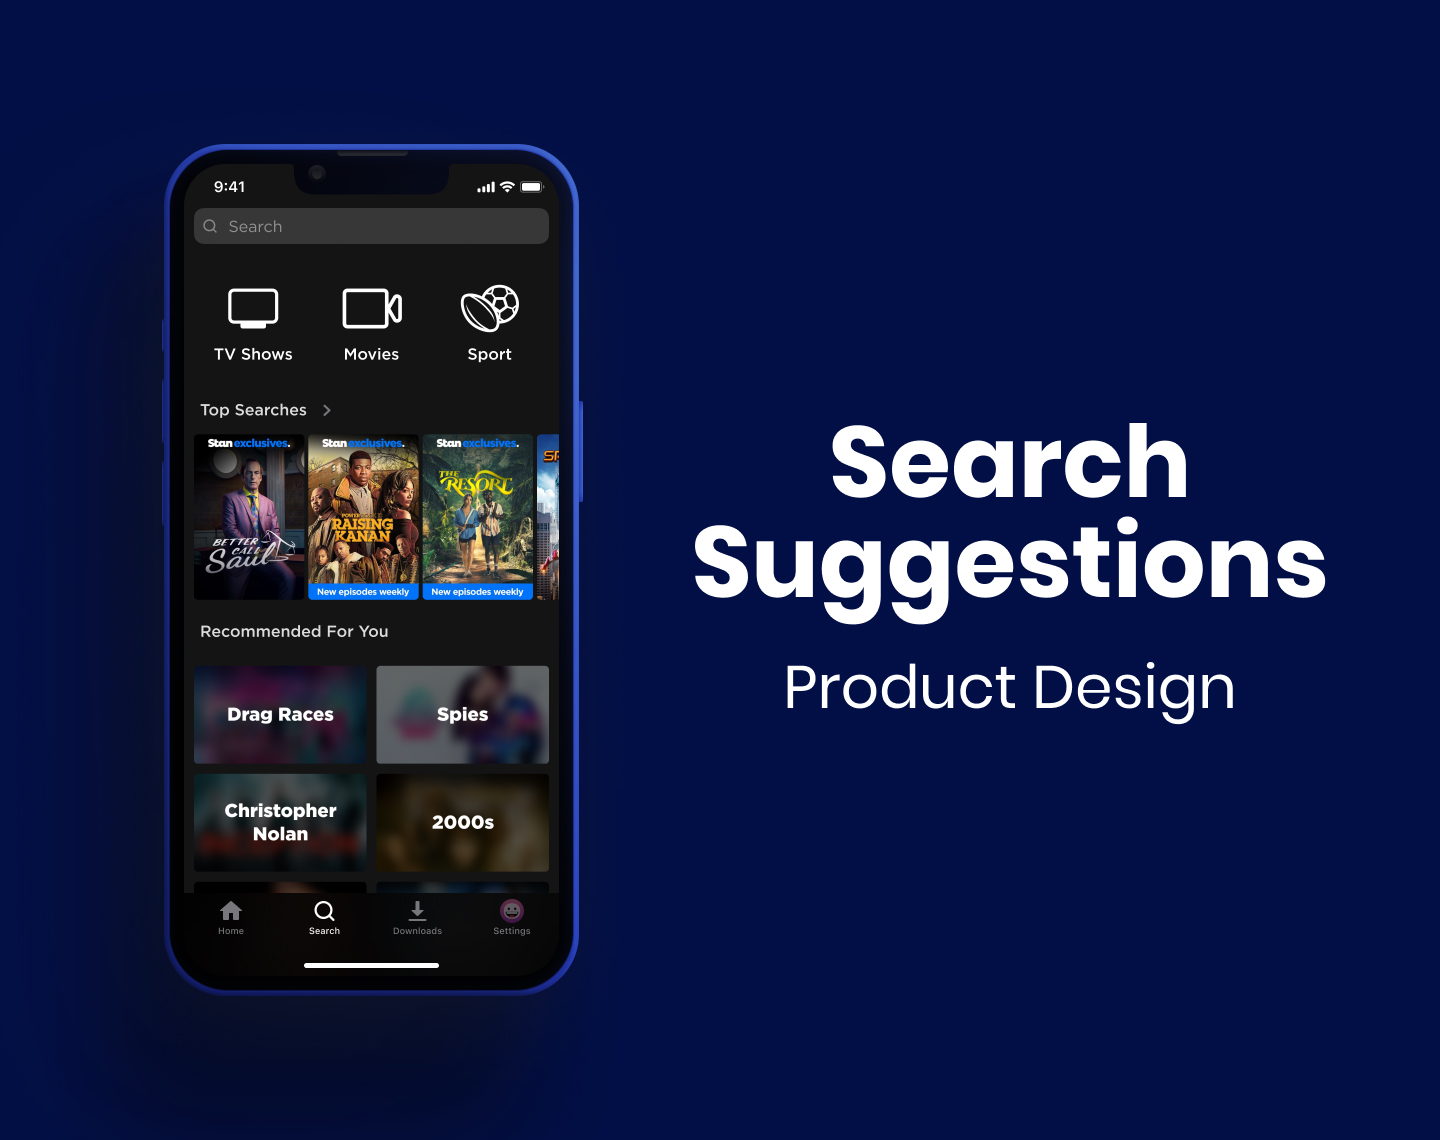 9:41
Search
TV Shows
Movies
Sport
Top Searches
Stan exclusives.
BETTER
CALL
Saul
Stan exclusives.
RAISING
KANAN
New episodes weekly
Stan exclusives.
THE
RESORT
New episodes weekly
Recommended For You
Drag Races
Spies
Christopher
Nolan
2000s
Home
Search
Downloads
Settings
Search
Suggestions
Product Design